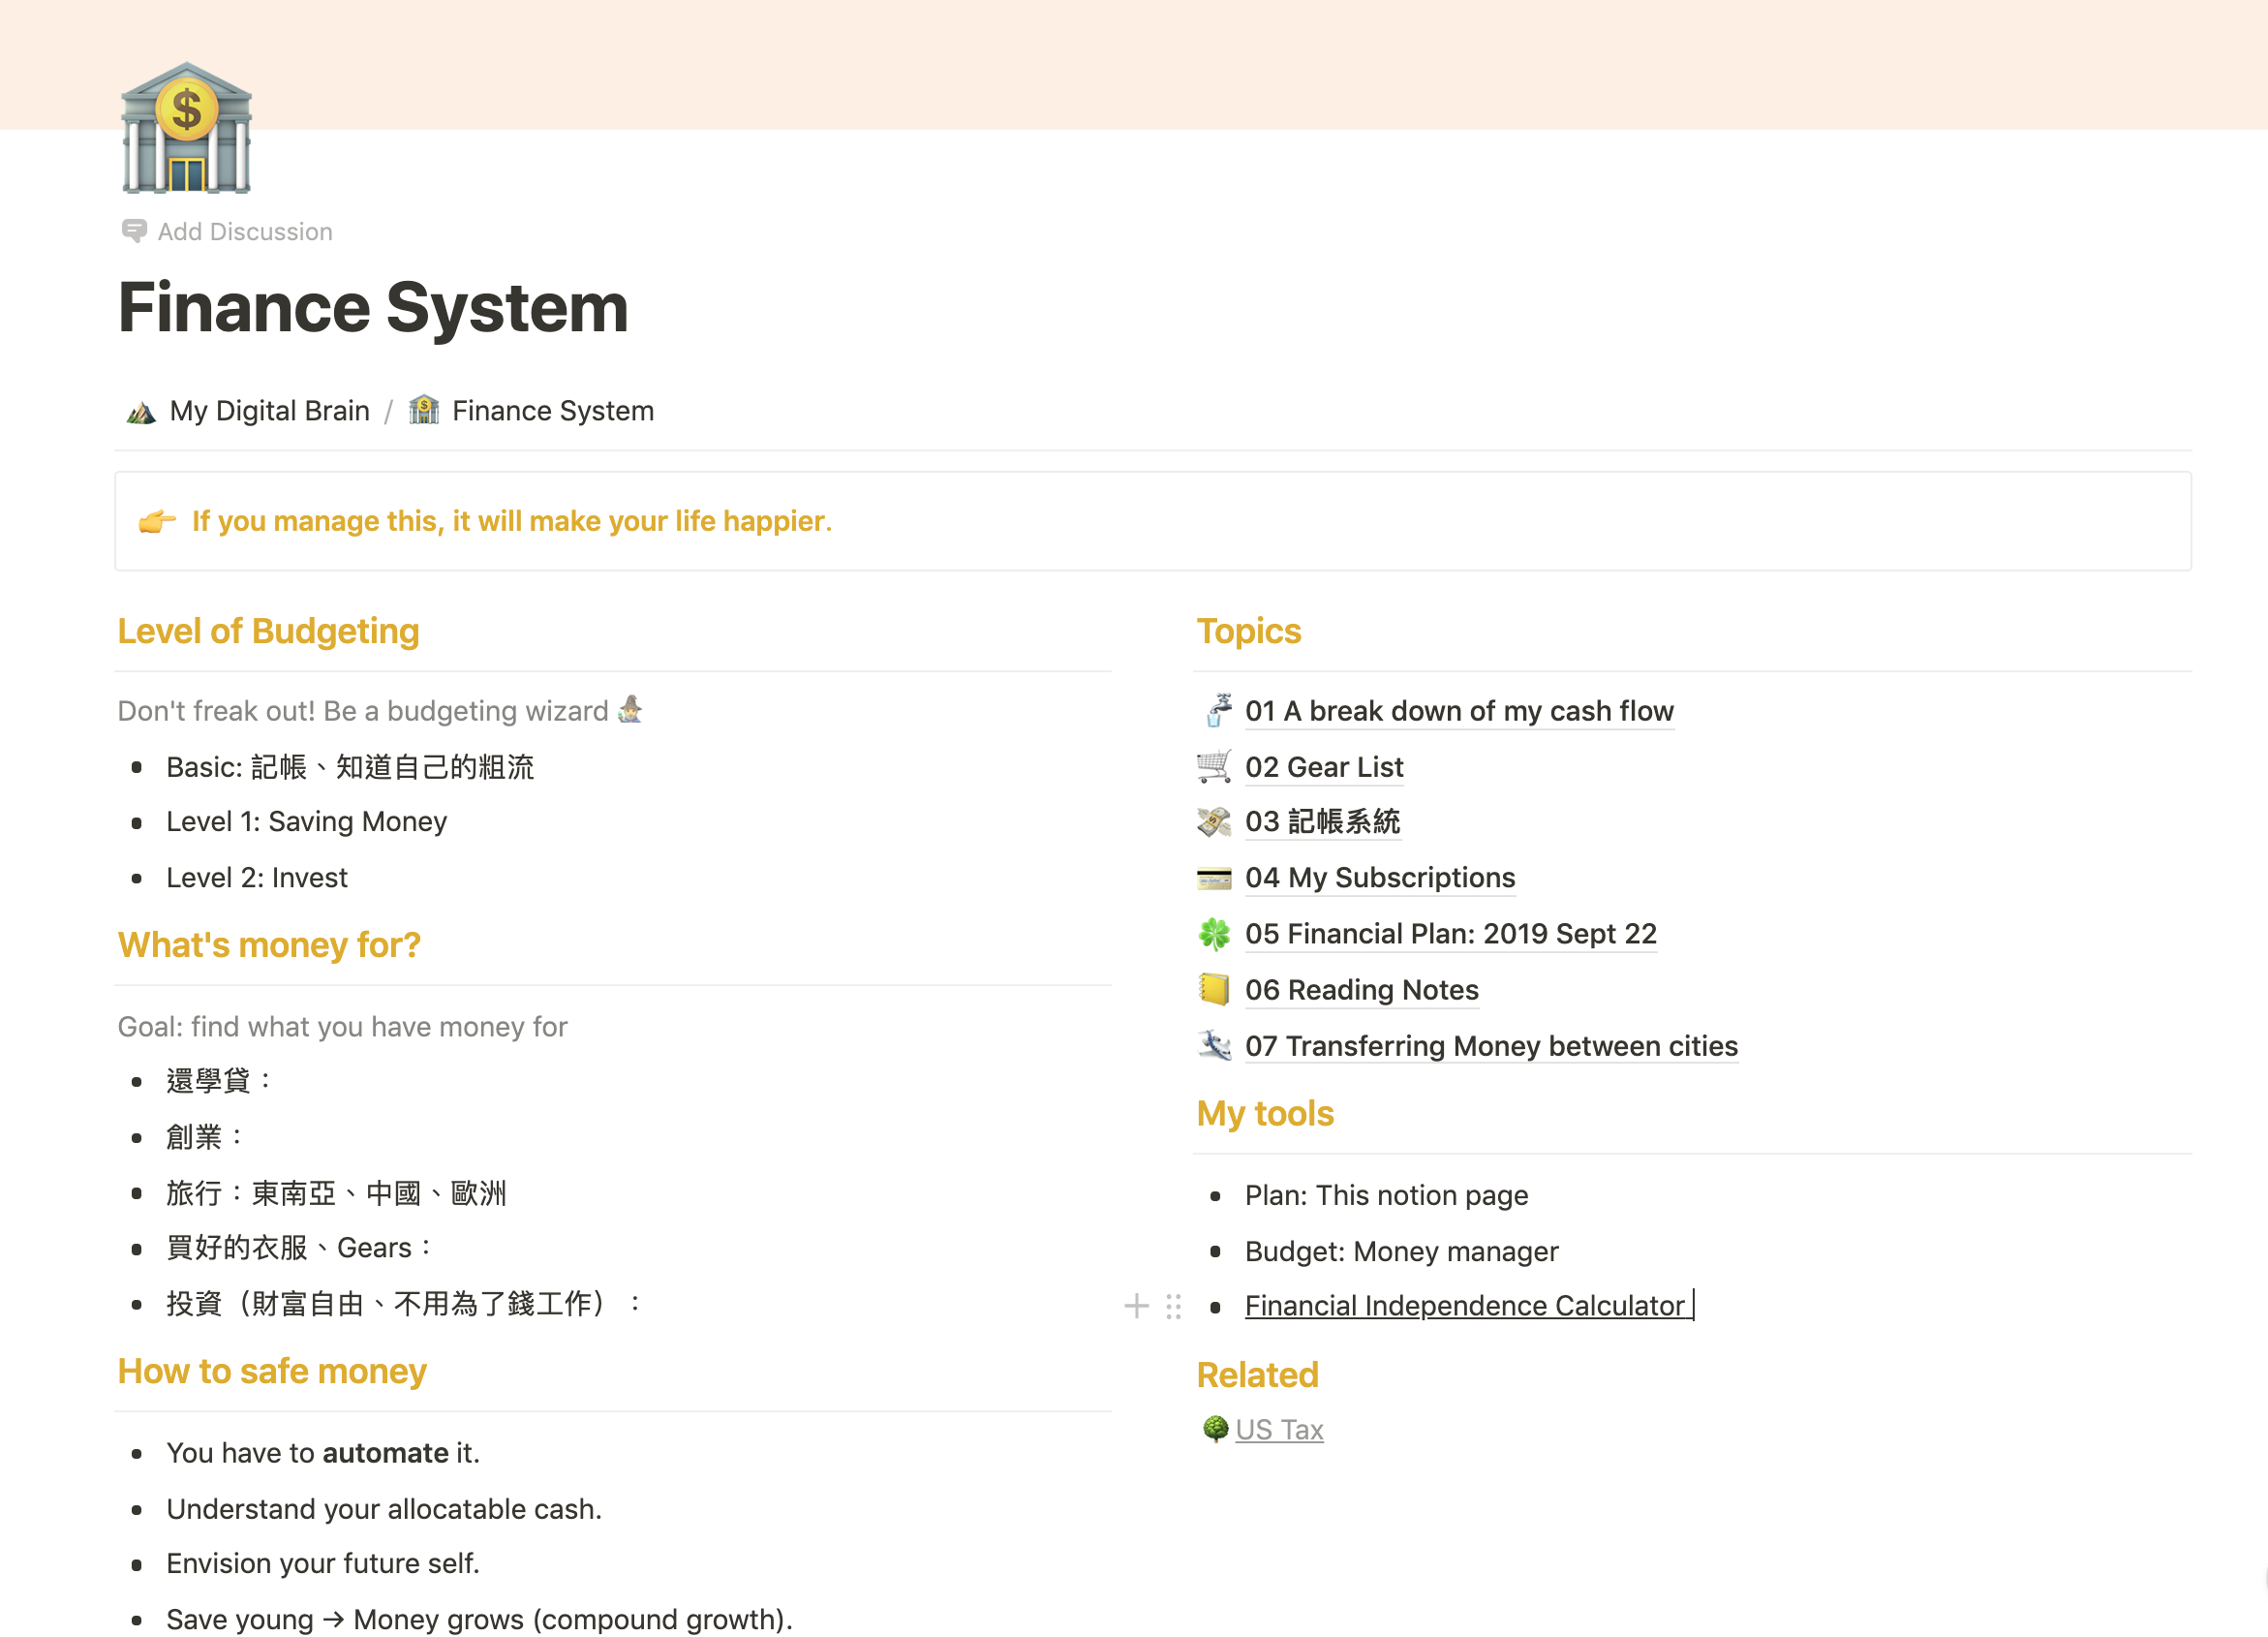 Add Discussion
Finance System
My Digital Brain / Finance System
If you manage this, it will make your life happier.
Level of Budgeting
Don't freak out! Be a budgeting wizard
Basic: 記帳、知道自己的粗流
Level 1: Saving Money
Level 2: Invest
What's money for?
Goal: find what you have money for
還學貸：
創業：
旅行：東南亞、中國、歐洲
買好的衣服、Gears：
投資（財富自由、不用為了錢工作）：
How to safe money
You have to automate it.
Understand your allocatable cash.
Envision your future self.
Save young → Money grows (compound growth).
Topics
01 A break down of my cash flow
02 Gear List
03 記帳系統
04 My Subscriptions
05 Financial Plan: 2019 Sept 22
06 Reading Notes
07 Transferring Money between cities
My tools
Plan: This notion page
Budget: Money manager
Financial Independence Calculator
Related
US Tax